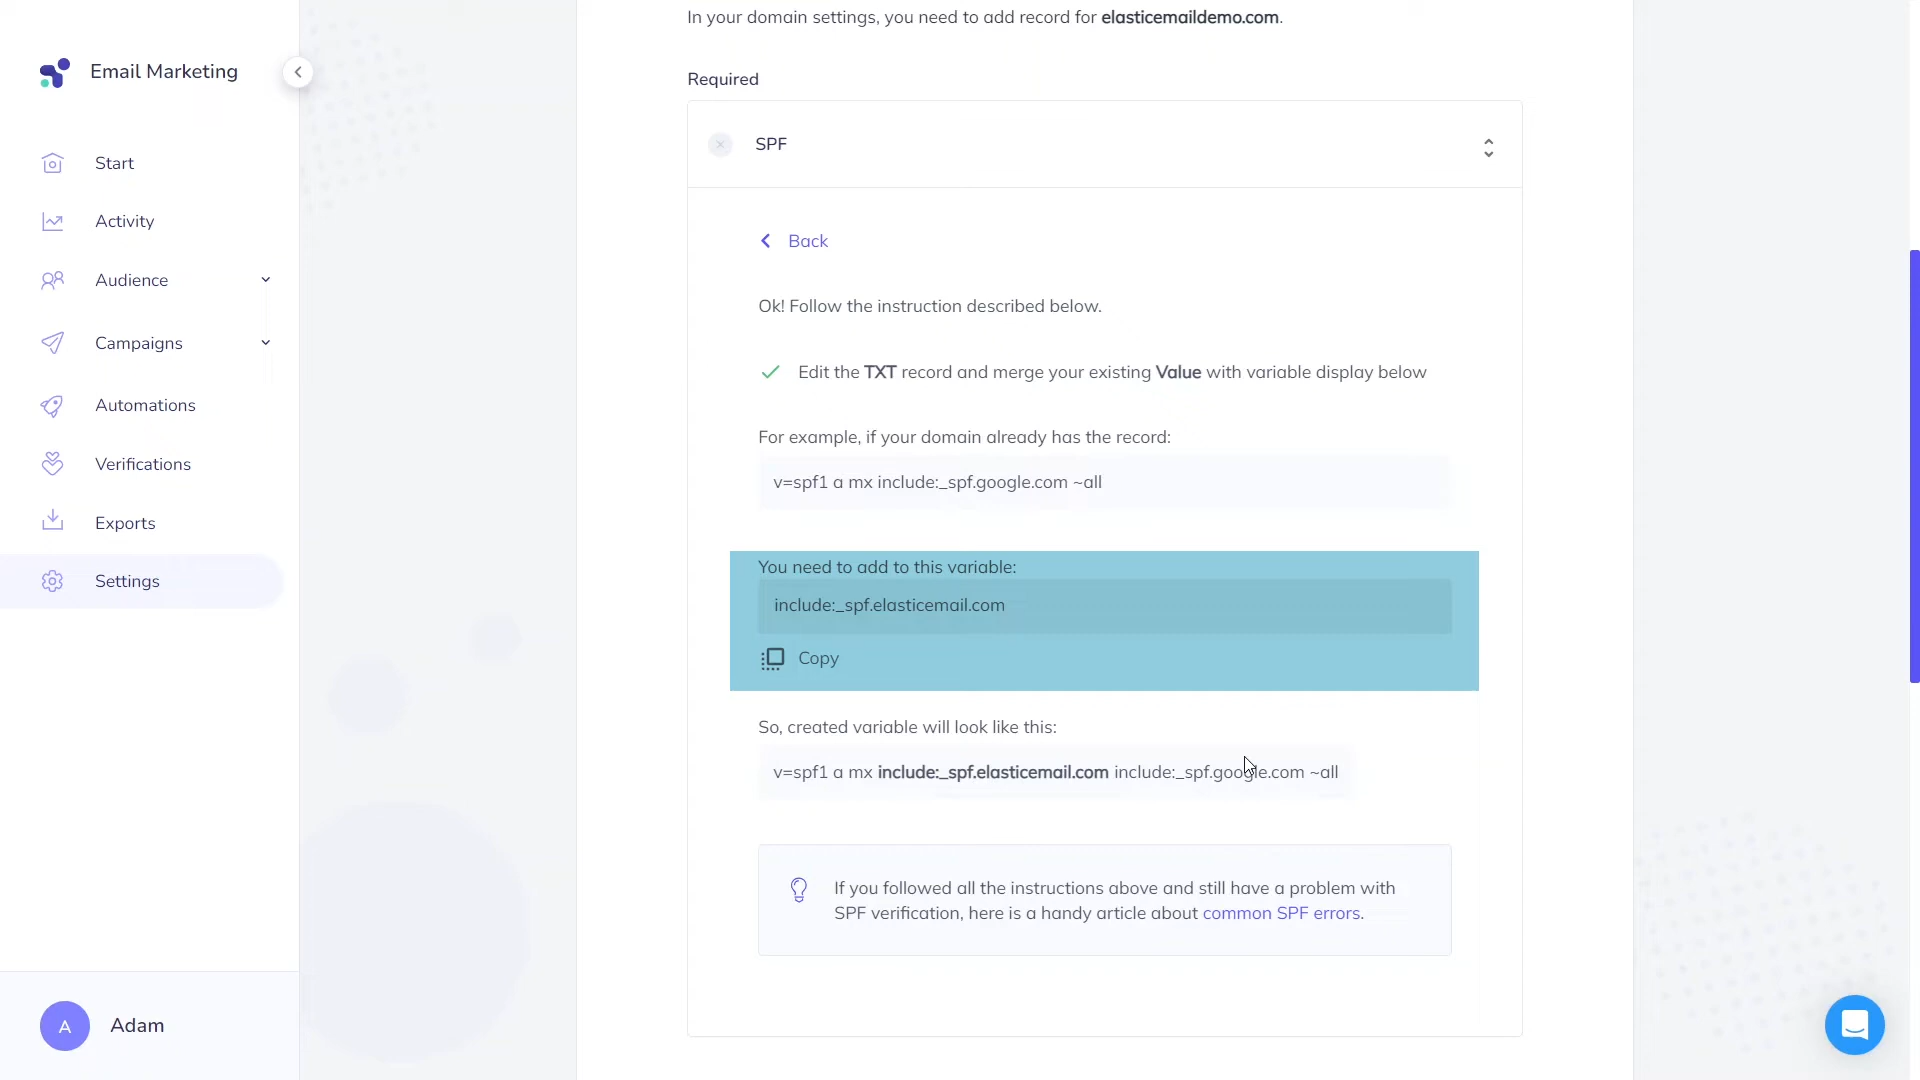 Email Marketing
Start
Activity
Audience
Campaigns
Automations
Verifications
Exports
Settings
A
Adam
In your domain settings, you need to add record for elasticemaildemo.com.
Required
SPF
Back
Ok! Follow the instruction described below.
Edit the TXT record and merge your existing Value with variable display below
For example, if your domain already has the record:
v=spf1 a mx include:_spf.google.com ~all
You need to add to this variable:
include:_spf.elasticemail.com
Copy
So, created variable will look like this:
v=spf1 a mx include:_spf.elasticemail.com include:_spf.google.com ~all
If you followed all the instructions above and still have a problem with
SPF verification, here is a handy article about common SPF errors.